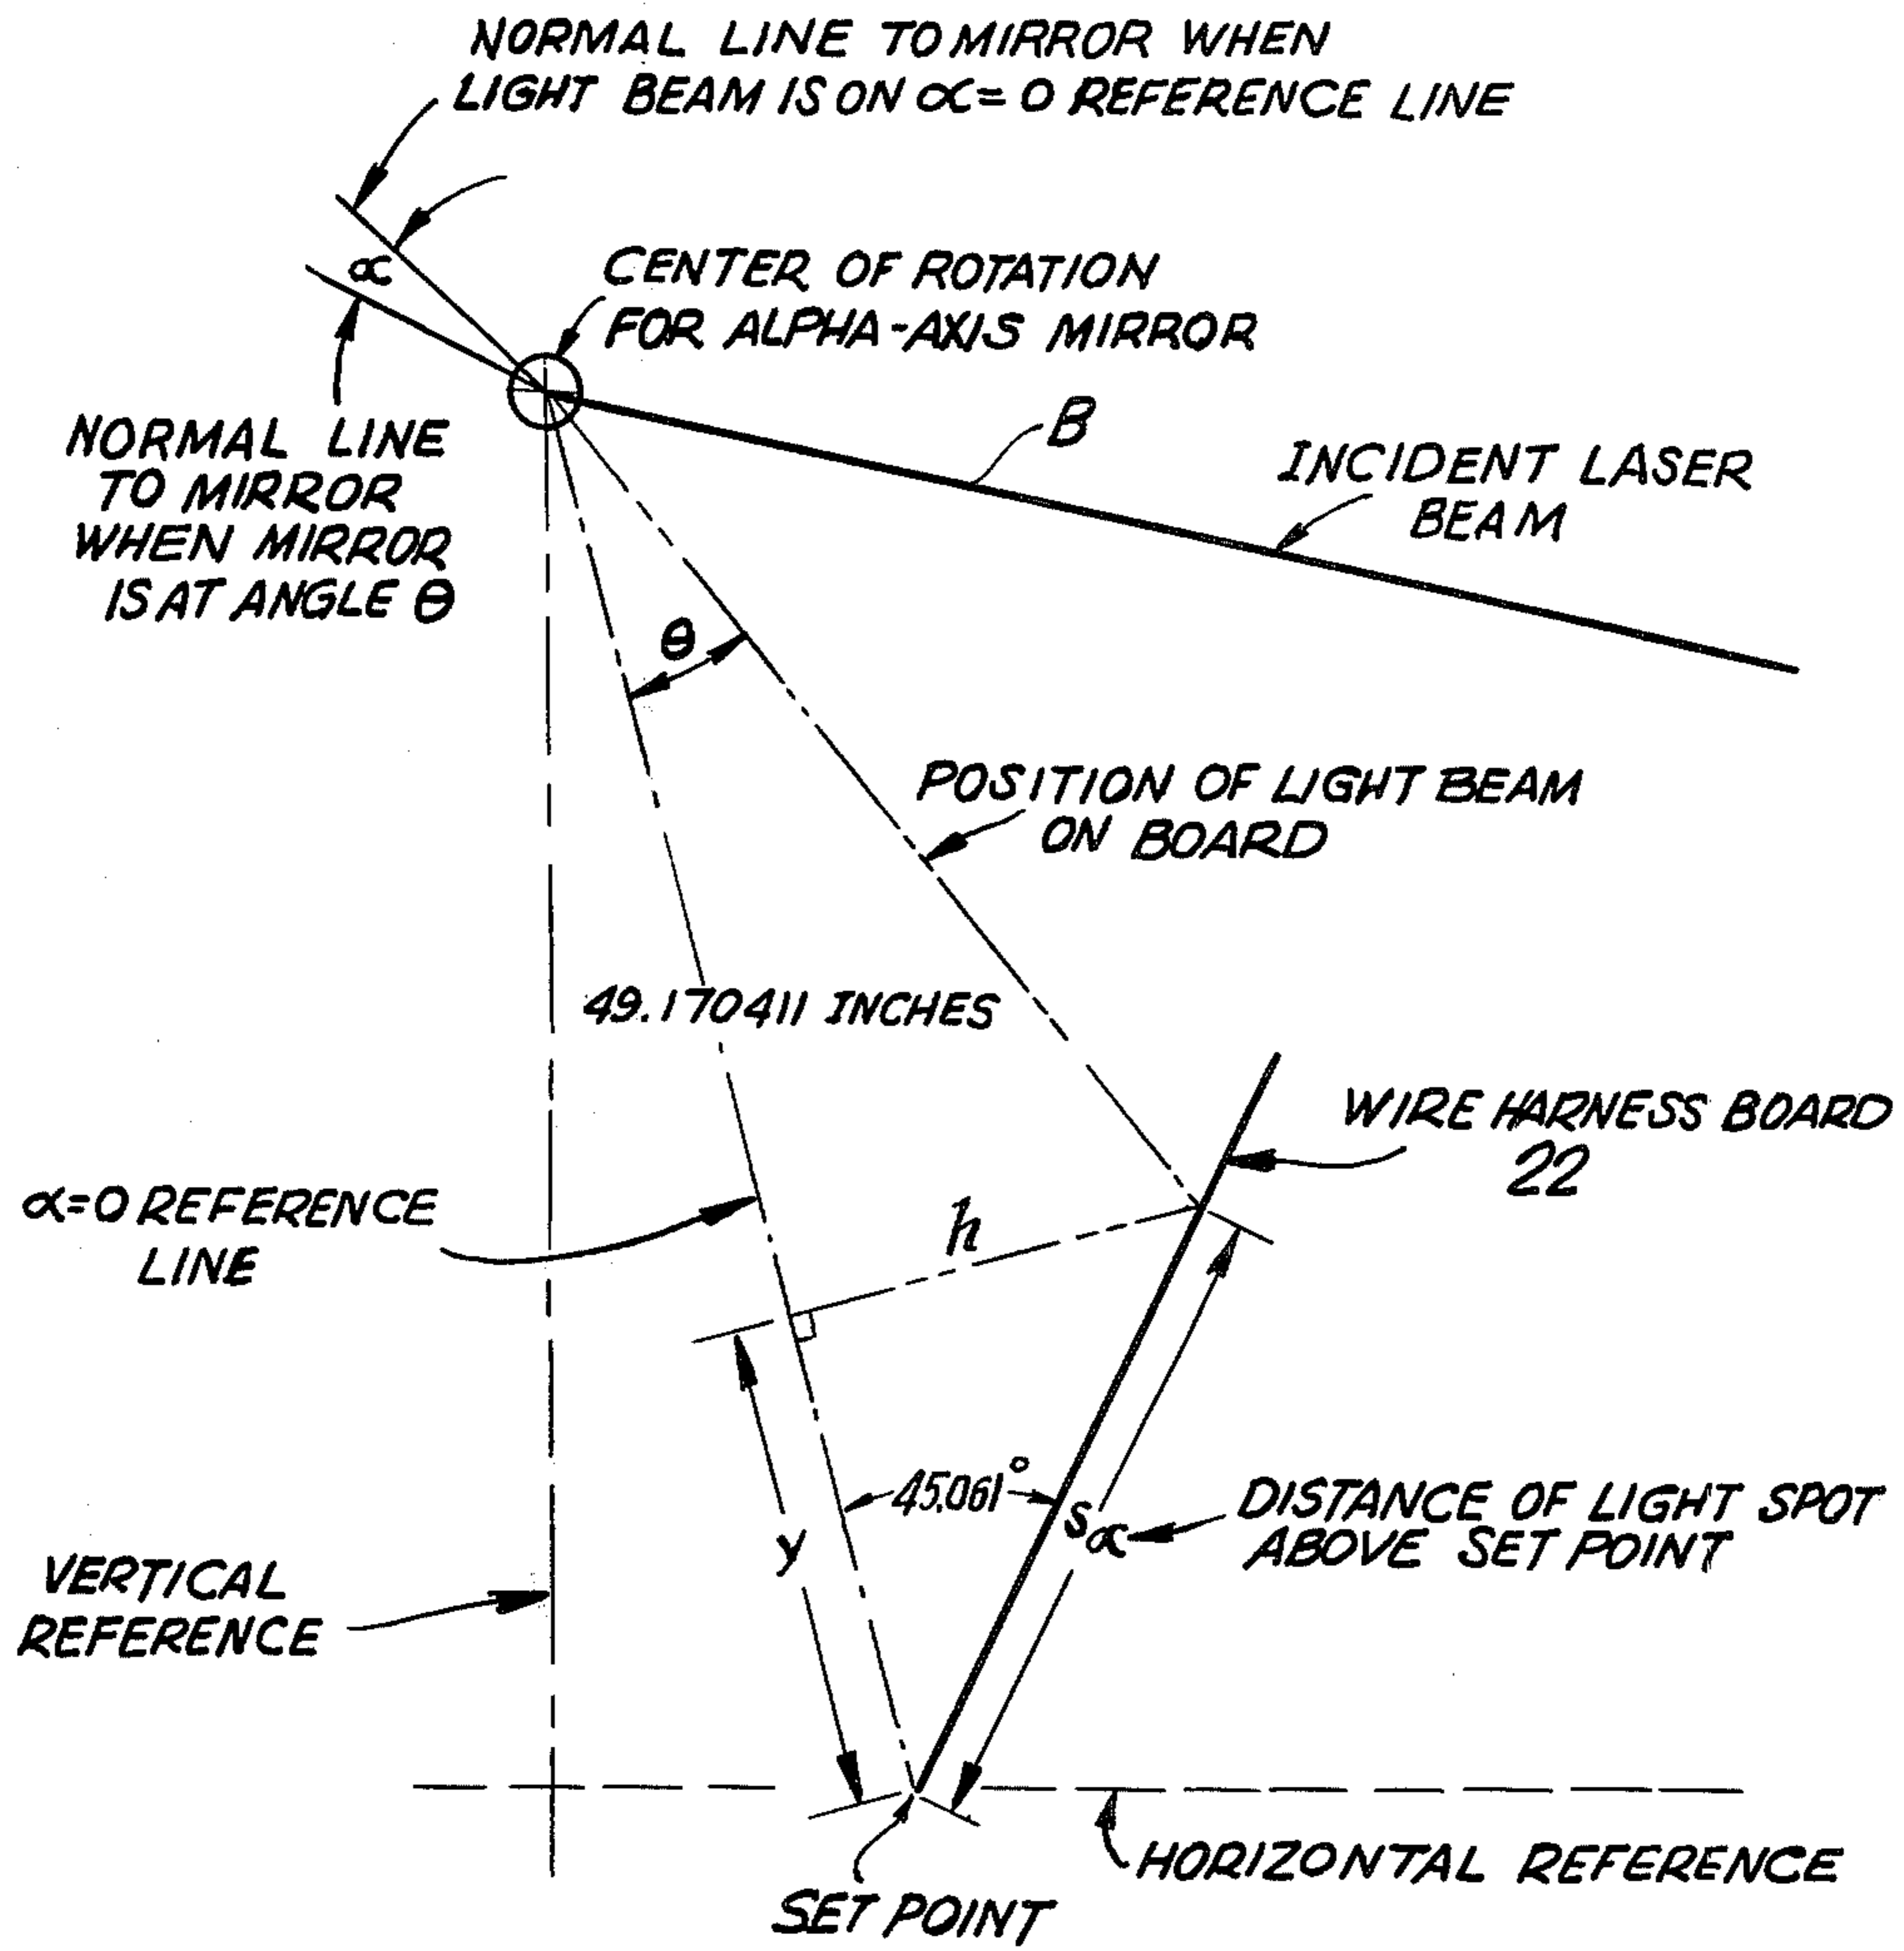 NORMAL LINE TO MIRROR WHEN
LIGHT BEAM IS ON α=0 REFERENCE LINE
α
CENTER OF ROTATION
FOR ALPHA-AXIS MIRROR
NORMAL LINE
TO MIRROR
WHEN MIRROR
IS AT ANGLE θ
B
INCIDENT LASER
BEAM
θ
POSITION OF LIGHT BEAM
ON BOARD
49.170411 INCHES
WIRE HARNESS BOARD
22
α=0 REFERENCE
LINE
h
45.061°
Sα
DISTANCE OF LIGHT SPOT
ABOVE SET POINT
y
VERTICAL
REFERENCE
HORIZONTAL REFERENCE
SET POINT